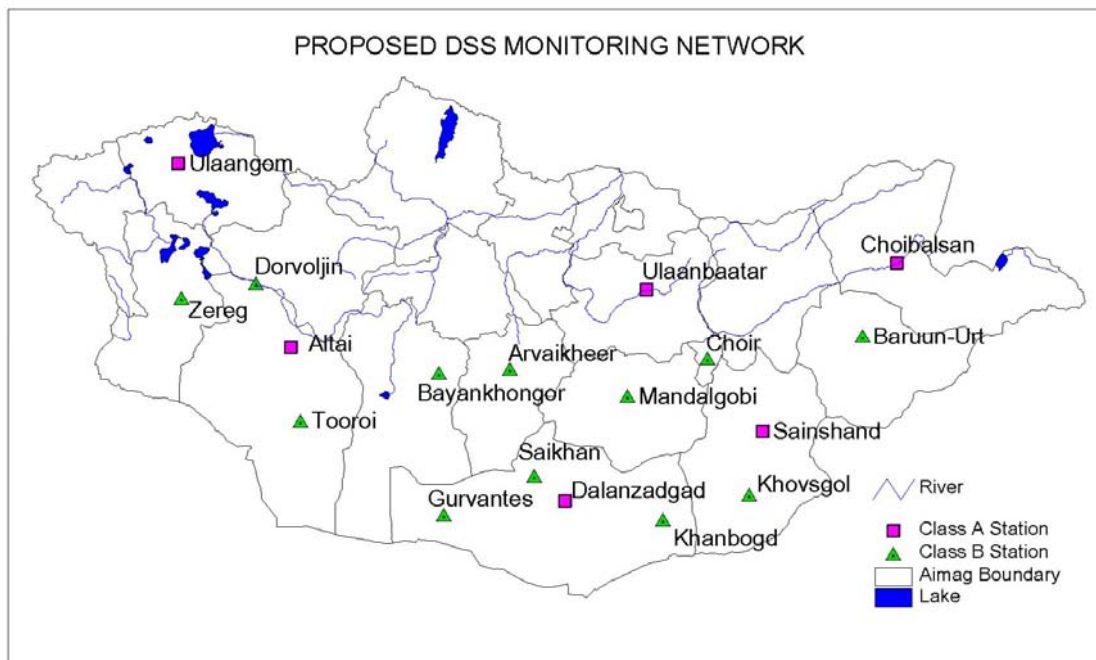 PROPOSED DSS MONITORING NETWORK
Ulaangom
Choibalsan
Dorvoljin
Ulaanbaatar
Zereg
Baruun-Urt
Altai
Arvaikheer
Choir
Bayankhongor
Mandalgobi
Tooroi
Sainshand
Saikhan
Gurvantes
Dalanzadgad
Khovsgol
Khanbogd
River
Class A Station
Class B Station
Aimag Boundary
Lake